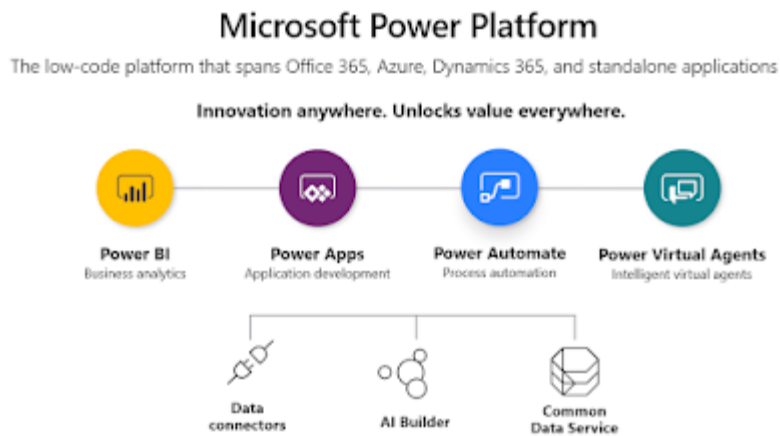 Microsoft Power Platform
The low-code platform that spans Office 365, Azure, Dynamics 365, and standalone applications
Innovation anywhere. Unlocks value everywhere.
Power BI
Business analytics
Power Apps
Application development
Power Automate
Process automation
Power Virtual Agents
Intelligent virtual agents
Data
connectors
AI Builder
Common
Data Service